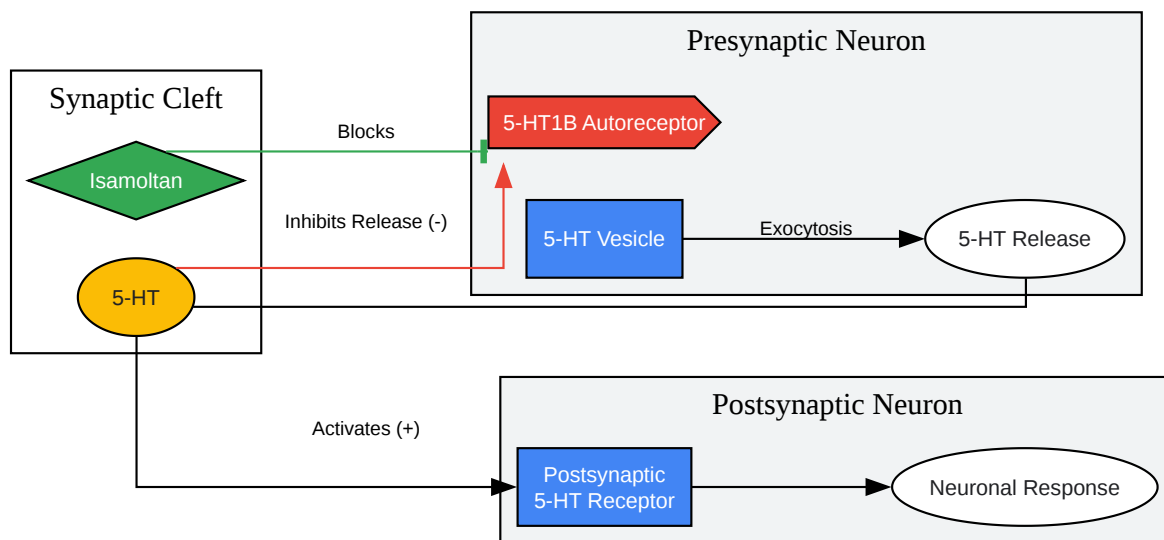 Presynaptic Neuron
Synaptic Cleft
5-HT1B Autoreceptor
Blocks
Isamoltan
Inhibits Release (-)
5-HT Vesicle
Exocytosis
5-HT Release
5-HT
Postsynaptic Neuron
Activates (+)
Postsynaptic
5-HT Receptor
Neuronal Response